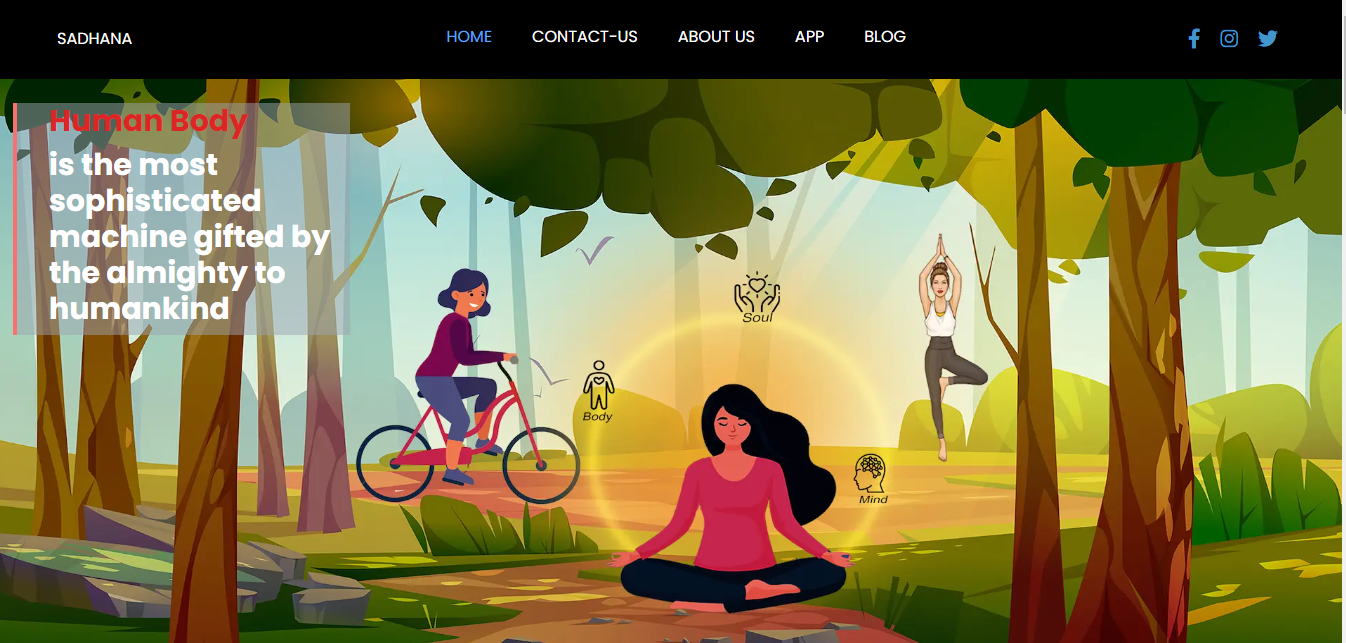 SADHANA
HOME CONTACT-US ABOUT US APP BLOG
Human Body
is the most
sophisticated
machine gifted by
the almighty to
humankind
Soul
Body
Mind